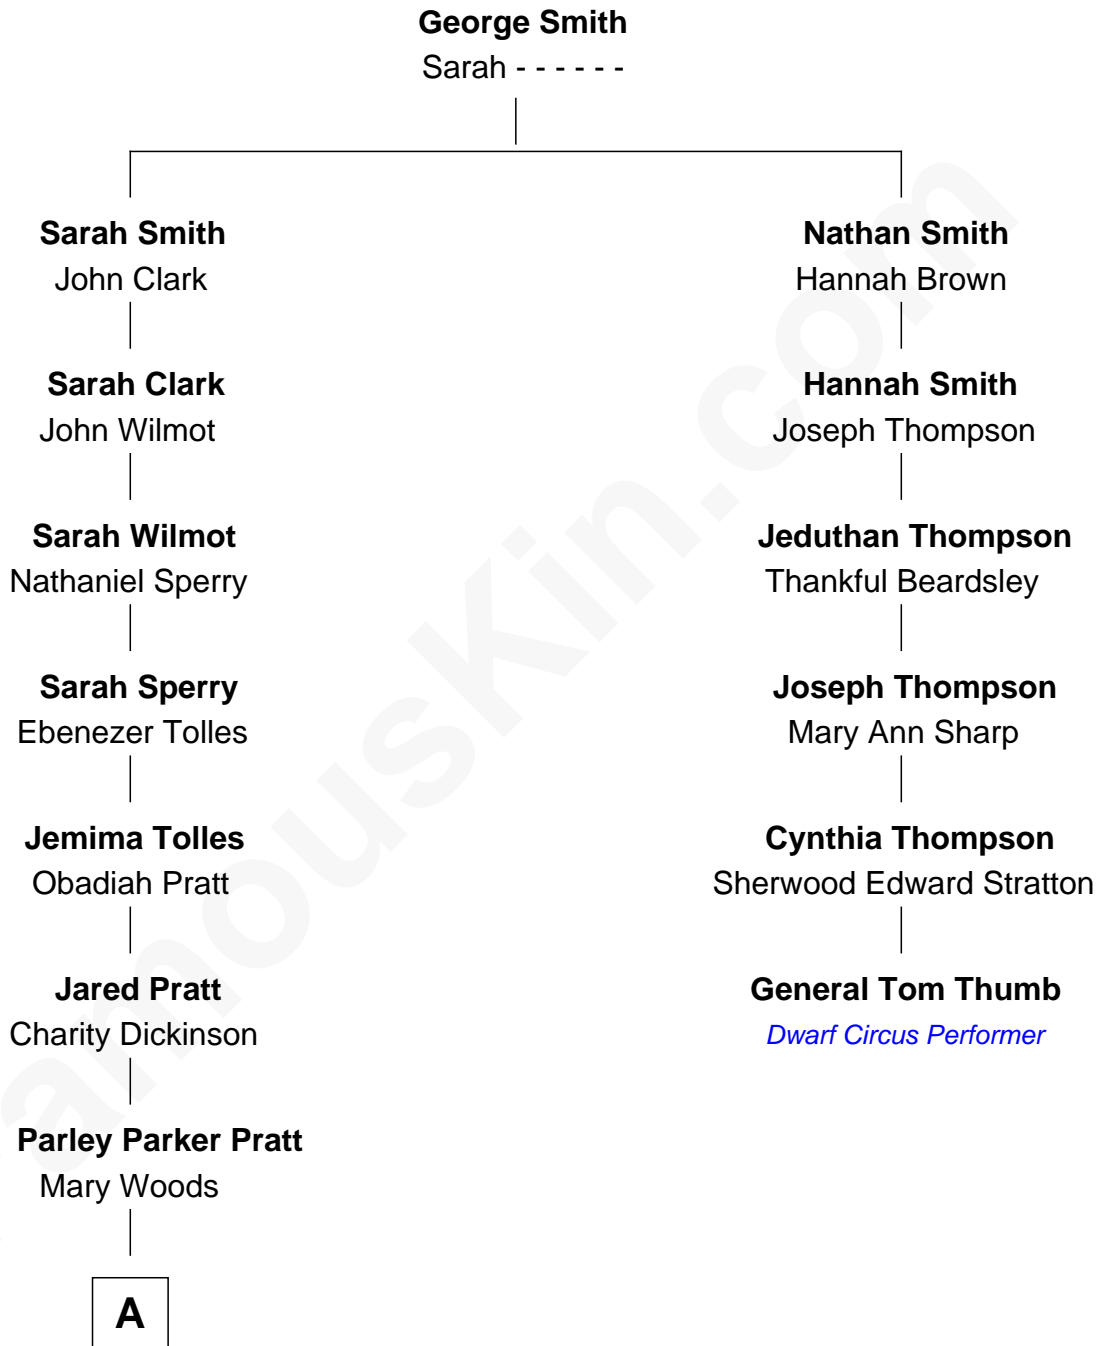 George Smith
Sarah - - - - - -
Sarah Smith
John Clark
Nathan Smith
Hannah Brown
Sarah Clark
John Wilmot
Hannah Smith
Joseph Thompson
Sarah Wilmot
Nathaniel Sperry
Jeduthan Thompson
Thankful Beardsley
Sarah Sperry
Ebenezer Tolles
Joseph Thompson
Mary Ann Sharp
Jemima Tolles
Obadiah Pratt
Cynthia Thompson
Sherwood Edward Stratton
Jared Pratt
Charity Dickinson
General Tom Thumb
Dwarf Circus Performer
Parley Parker Pratt
Mary Woods
A
amouskin.com